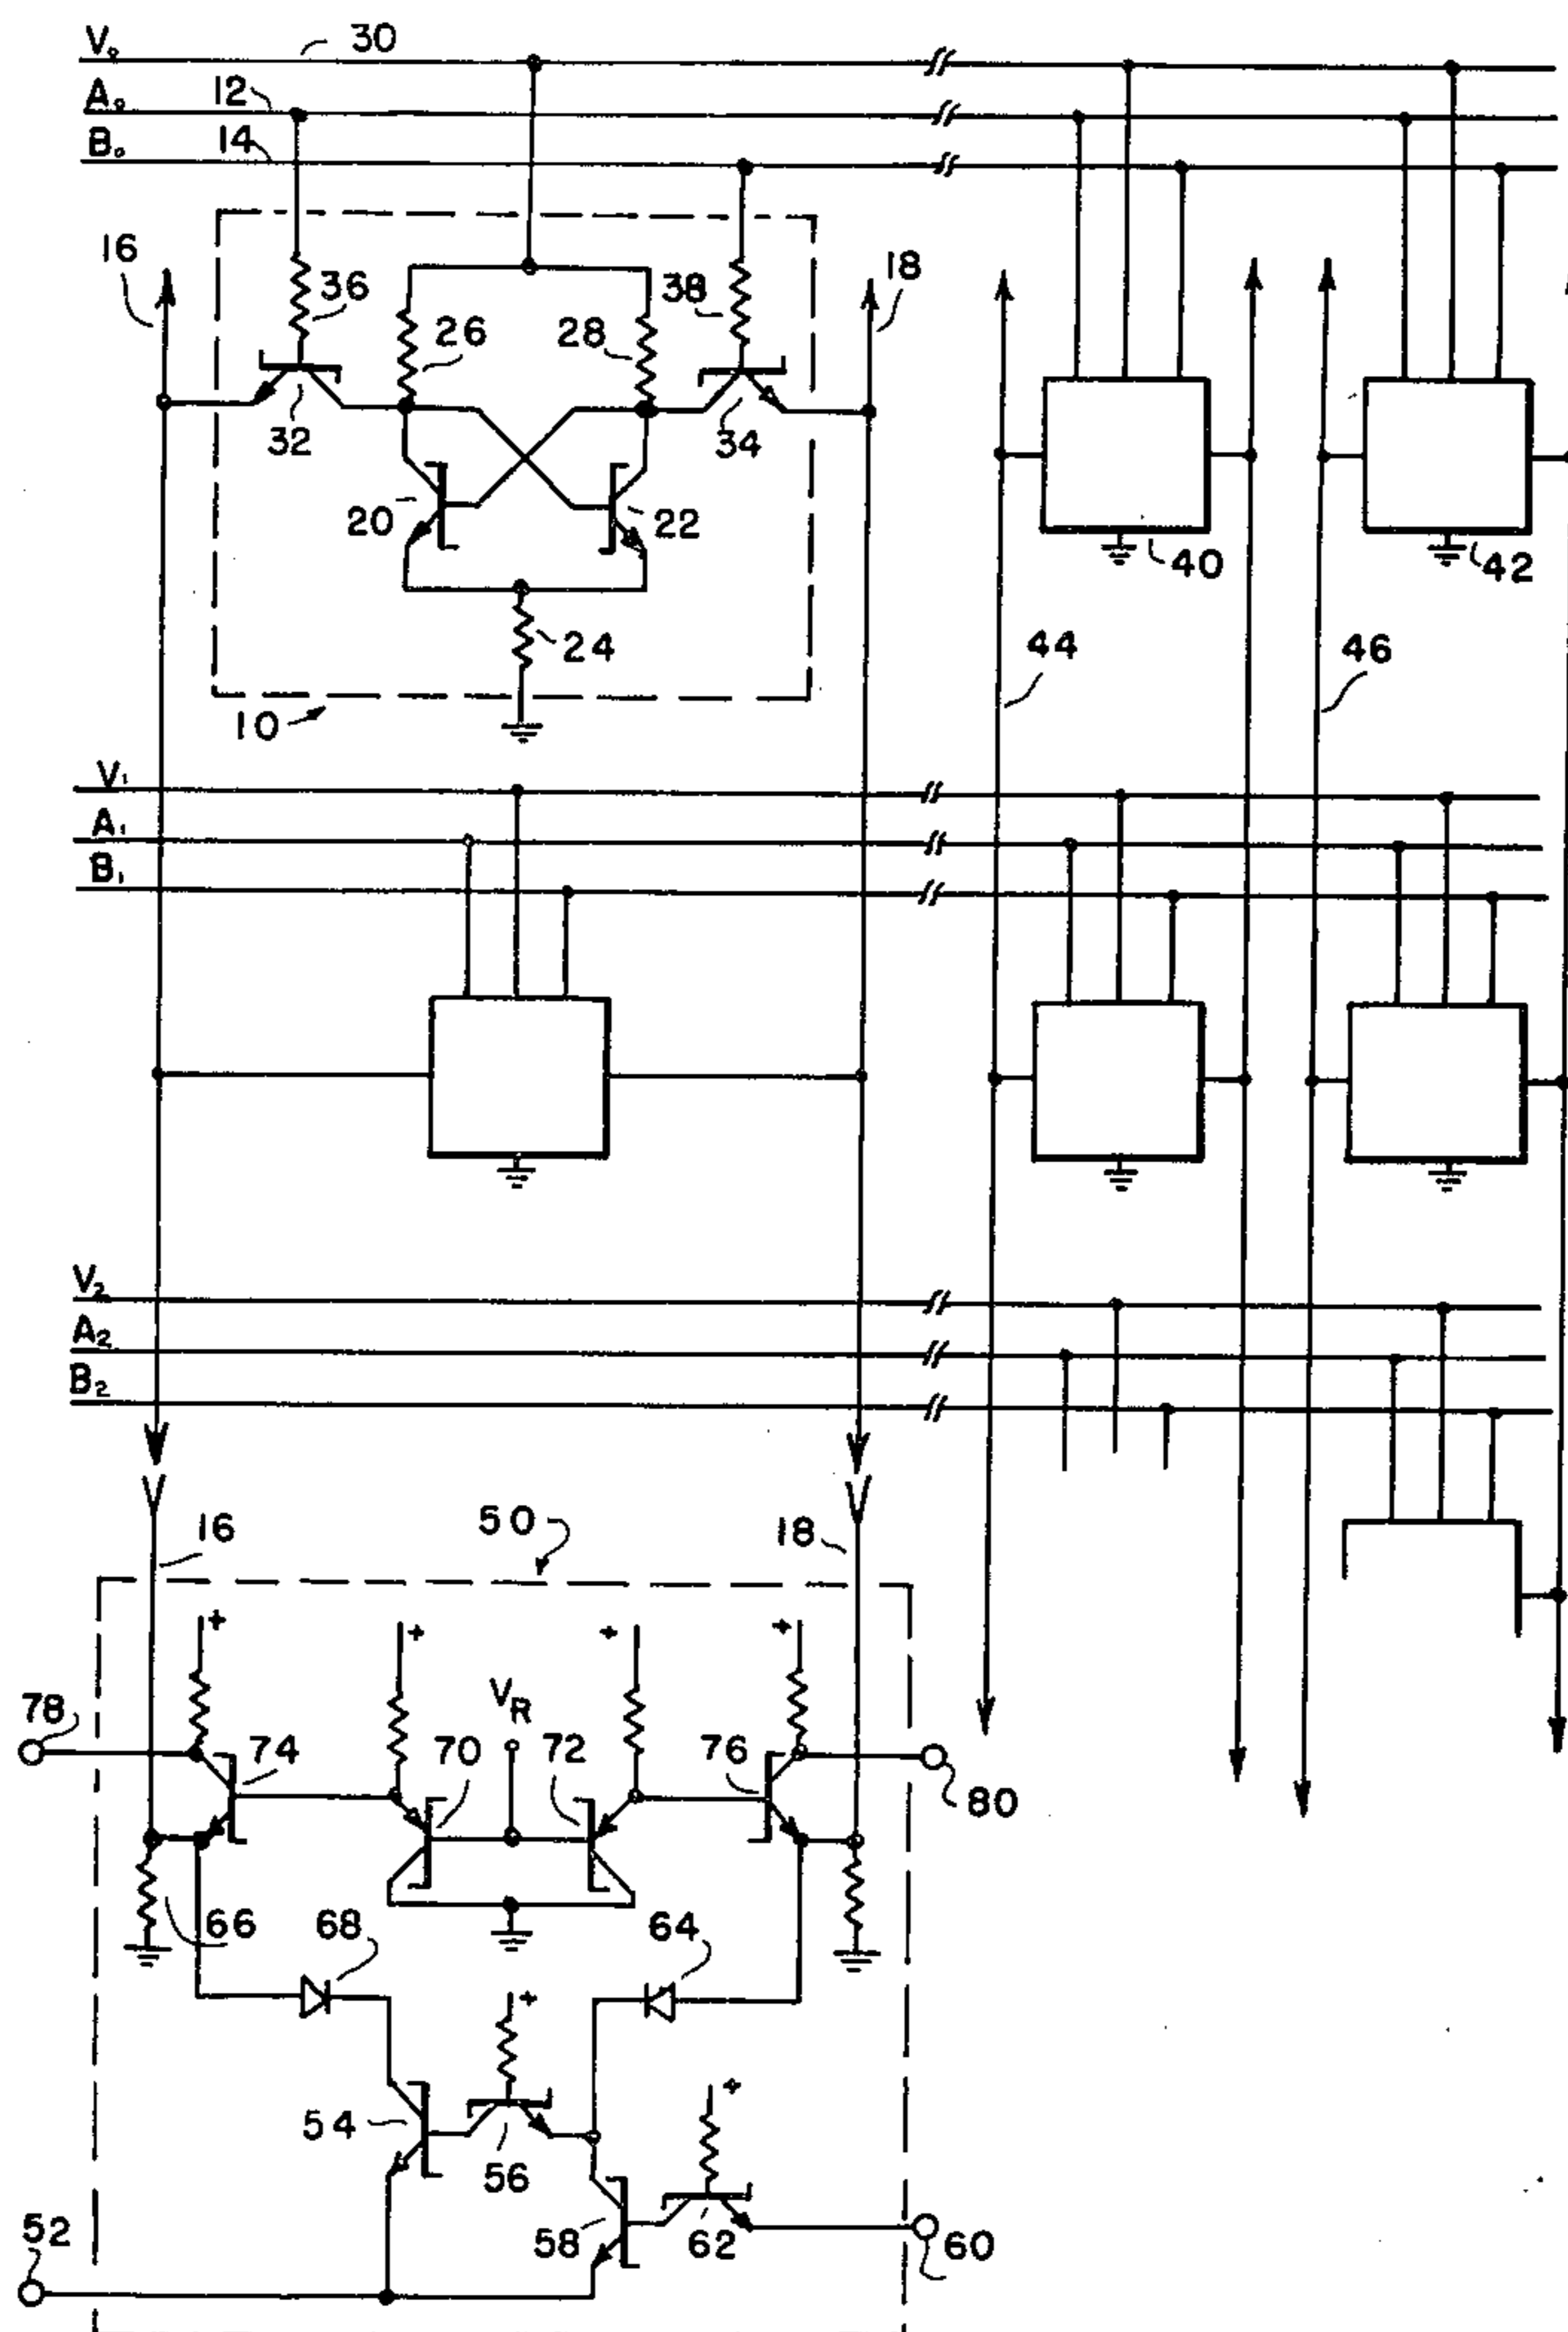 V₀ 30
A₀ 12
B₀ 14
16 36 26 28 38 18
32 34
20 22
40 42
24 44 46
10
V₁
A₁
B₁
V₂
A₂
B₂
16 50 18
+ + + +
78 74 70 V_R 72 76
80
66 68 64
+
54 56 +
52 58 62 60